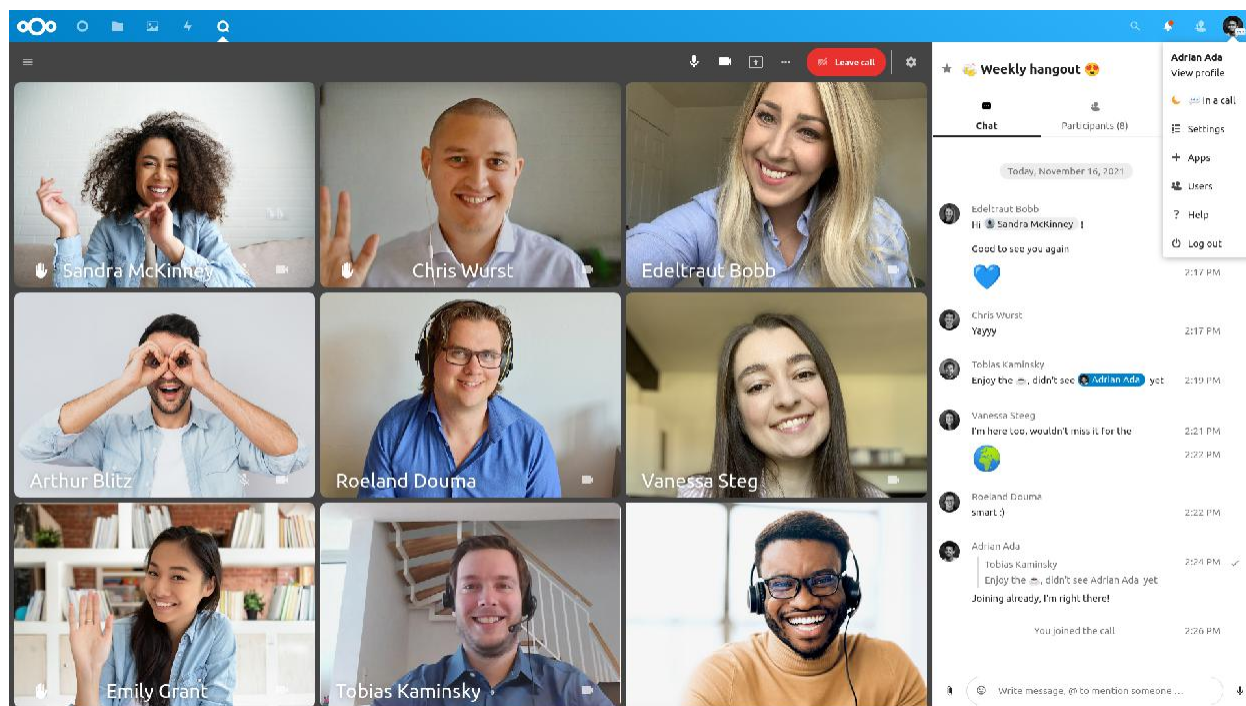 Leave call
Sandra McKinney
Chris Wurst
Edeltraut Bobb
Arthur Blitz
Roeland Douma
Vanessa Steg
Emily Grant
Tobias Kaminsky
👋 Weekly hangout 😍
Chat
Participants (8)
Today, November 16, 2021
Edeltraut Bobb
Hi Sandra McKinney !
Good to see you again
💙
2:17 PM
Chris Wurst
Yayyy 2:17 PM
Tobias Kaminsky
Enjoy the ☕, didn't see Adrian Ada yet 2:19 PM
Vanessa Steeg
I'm here too, wouldn't miss it for the 2:21 PM
🌍 2:22 PM
Roeland Douma
smart :) 2:22 PM
Adrian Ada
Tobias Kaminsky 2:24 PM
Enjoy the ☕, didn't see Adrian Ada yet
Joining already, I'm right there!
You joined the call 2:26 PM
Write message, @ to mention someone ...
Adrian Ada
View profile
In a call
Settings
Apps
Users
Help
Log out